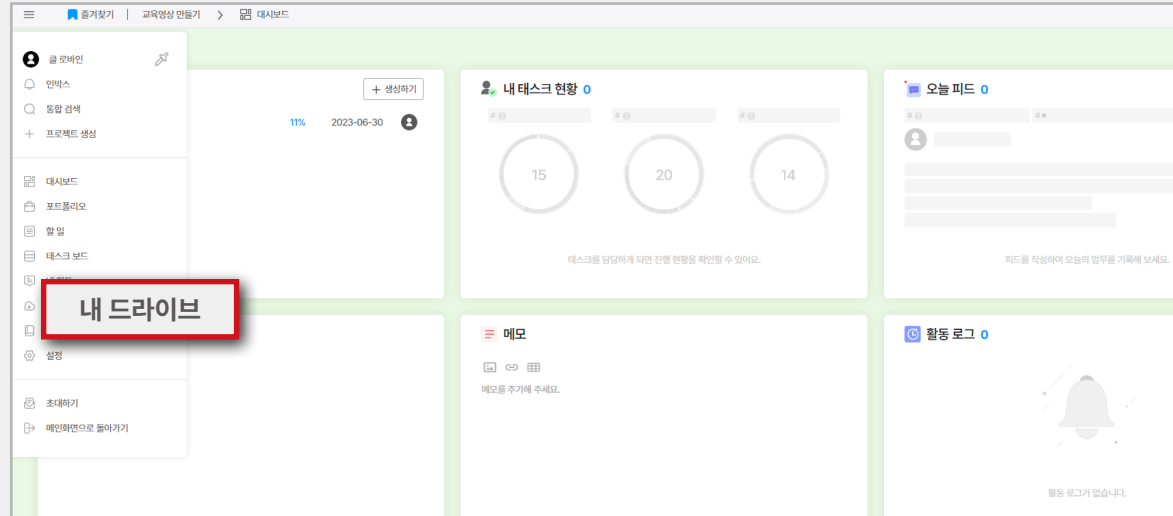 즐겨찾기 | 교육영상 만들기 > 대시보드
쿨 로바인
인박스
통합 검색
+ 프로젝트 생성
대시보드
포트폴리오
할 일
태스크 보드
내 드라이브
설정
초대하기
메인화면으로 돌아가기
+ 생성하기
11% 2023-06-30
내 태스크 현황 0
# # #
15 20 14
태스크를 담당하게 되면 진행 현황을 확인할 수 있어요.
오늘 피드 0
# #
피드를 작성하여 오늘의 업무를 기록해 보세요.
메모
메모를 추가해 주세요.
활동 로그 0
활동 로그가 없습니다.